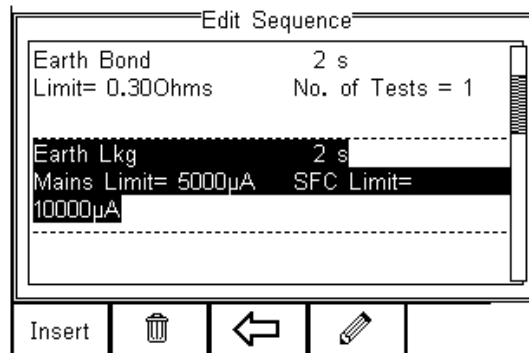 Edit Sequence
Earth Bond 2 s
Limit= 0.30Ohms No. of Tests = 1
Earth Lkg 2 s
Mains Limit= 5000µA SFC Limit=
10000µA
Insert